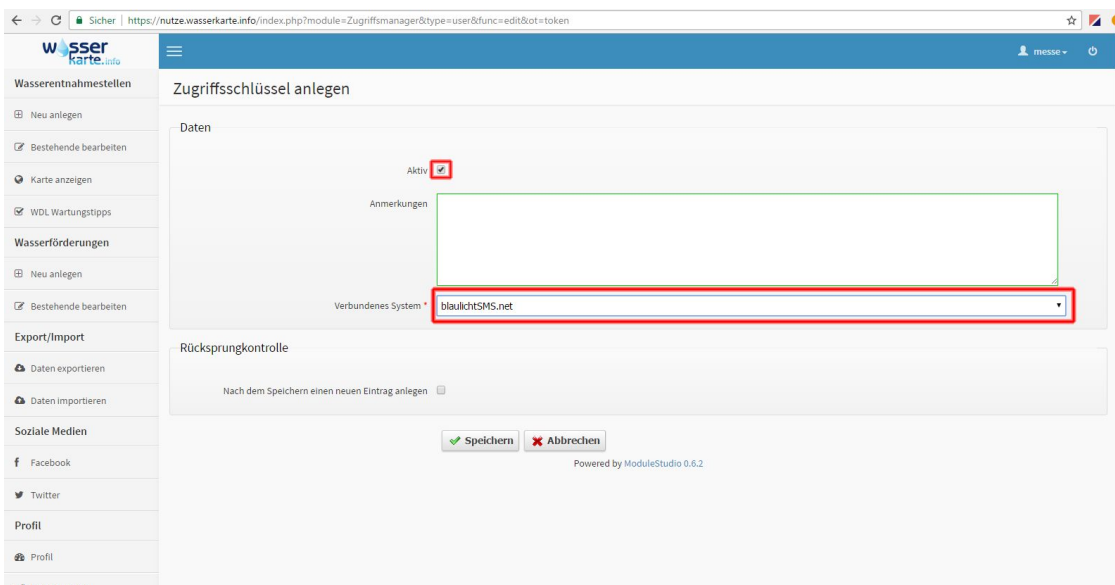 Sicher | https://nutze.wasserkarte.info/index.php?module=Zugriffsmanager&type=user&func=edit&ot=token
wasser
karte.info
messe
Wasserentnahmestellen
Neu anlegen
Bestehende bearbeiten
Karte anzeigen
WDL Wartungstipps
Wasserförderungen
Neu anlegen
Bestehende bearbeiten
Export/Import
Daten exportieren
Daten importieren
Soziale Medien
Facebook
Twitter
Profil
Profil
Zugriffsschlüssel anlegen
Daten
Aktiv
Anmerkungen
Verbundenes System *
blaulichtSMS.net
Rücksprungkontrolle
Nach dem Speichern einen neuen Eintrag anlegen
Speichern
Abbrechen
Powered by ModuleStudio 0.6.2